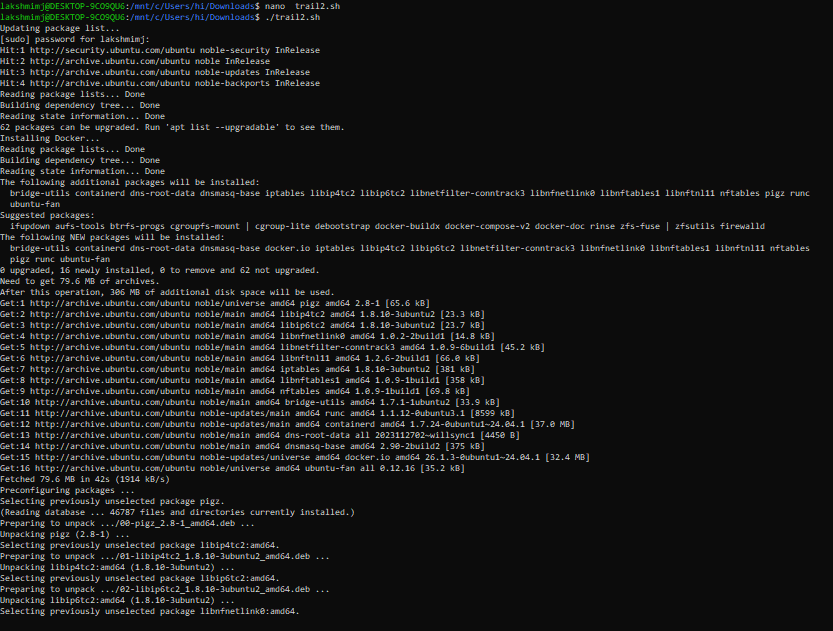 lakshmimj@DESKTOP-9CO9QU6:/mnt/c/Users/hi/Downloads$ nano  trail2.sh
lakshmimj@DESKTOP-9CO9QU6:/mnt/c/Users/hi/Downloads$ ./trail2.sh
Updating package list...
[sudo] password for lakshmimj:
Hit:1 http://security.ubuntu.com/ubuntu noble-security InRelease
Hit:2 http://archive.ubuntu.com/ubuntu noble InRelease
Hit:3 http://archive.ubuntu.com/ubuntu noble-updates InRelease
Hit:4 http://archive.ubuntu.com/ubuntu noble-backports InRelease
Reading package lists... Done
Building dependency tree... Done
Reading state information... Done
62 packages can be upgraded. Run 'apt list --upgradable' to see them.
Installing Docker...
Reading package lists... Done
Building dependency tree... Done
Reading state information... Done
The following additional packages will be installed:
  bridge-utils containerd dns-root-data dnsmasq-base iptables libip4tc2 libip6tc2 libnetfilter-conntrack3 libnfnetlink0 libnftables1 libnftnl11 nftables pigz runc
  ubuntu-fan
Suggested packages:
  ifupdown aufs-tools btrfs-progs cgroupfs-mount | cgroup-lite debootstrap docker-buildx docker-compose-v2 docker-doc rinse zfs-fuse | zfsutils firewalld
The following NEW packages will be installed:
  bridge-utils containerd dns-root-data dnsmasq-base docker.io iptables libip4tc2 libip6tc2 libnetfilter-conntrack3 libnfnetlink0 libnftables1 libnftnl11 nftables
  pigz runc ubuntu-fan
0 upgraded, 16 newly installed, 0 to remove and 62 not upgraded.
Need to get 79.6 MB of archives.
After this operation, 306 MB of additional disk space will be used.
Get:1 http://archive.ubuntu.com/ubuntu noble/universe amd64 pigz amd64 2.8-1 [65.6 kB]
Get:2 http://archive.ubuntu.com/ubuntu noble/main amd64 libip4tc2 amd64 1.8.10-3ubuntu2 [23.3 kB]
Get:3 http://archive.ubuntu.com/ubuntu noble/main amd64 libip6tc2 amd64 1.8.10-3ubuntu2 [23.7 kB]
Get:4 http://archive.ubuntu.com/ubuntu noble/main amd64 libnfnetlink0 amd64 1.0.2-2build1 [14.8 kB]
Get:5 http://archive.ubuntu.com/ubuntu noble/main amd64 libnetfilter-conntrack3 amd64 1.0.9-6build1 [45.2 kB]
Get:6 http://archive.ubuntu.com/ubuntu noble/main amd64 libnftnl11 amd64 1.2.6-2build1 [66.0 kB]
Get:7 http://archive.ubuntu.com/ubuntu noble/main amd64 iptables amd64 1.8.10-3ubuntu2 [381 kB]
Get:8 http://archive.ubuntu.com/ubuntu noble/main amd64 libnftables1 amd64 1.0.9-1build1 [358 kB]
Get:9 http://archive.ubuntu.com/ubuntu noble/main amd64 nftables amd64 1.0.9-1build1 [69.8 kB]
Get:10 http://archive.ubuntu.com/ubuntu noble/main amd64 bridge-utils amd64 1.7.1-1ubuntu2 [33.9 kB]
Get:11 http://archive.ubuntu.com/ubuntu noble-updates/main amd64 runc amd64 1.1.12-0ubuntu3.1 [8599 kB]
Get:12 http://archive.ubuntu.com/ubuntu noble-updates/main amd64 containerd amd64 1.7.24-0ubuntu1~24.04.1 [37.0 MB]
Get:13 http://archive.ubuntu.com/ubuntu noble/main amd64 dns-root-data all 2023112702~willsync1 [4450 B]
Get:14 http://archive.ubuntu.com/ubuntu noble/main amd64 dnsmasq-base amd64 2.90-2build2 [375 kB]
Get:15 http://archive.ubuntu.com/ubuntu noble-updates/universe amd64 docker.io amd64 26.1.3-0ubuntu1~24.04.1 [32.4 MB]
Get:16 http://archive.ubuntu.com/ubuntu noble/universe amd64 ubuntu-fan all 0.12.16 [35.2 kB]
Fetched 79.6 MB in 42s (1914 kB/s)
Preconfiguring packages ...
Selecting previously unselected package pigz.
(Reading database ... 46787 files and directories currently installed.)
Preparing to unpack .../00-pigz_2.8-1_amd64.deb ...
Unpacking pigz (2.8-1) ...
Selecting previously unselected package libip4tc2:amd64.
Preparing to unpack .../01-libip4tc2_1.8.10-3ubuntu2_amd64.deb ...
Unpacking libip4tc2:amd64 (1.8.10-3ubuntu2) ...
Selecting previously unselected package libip6tc2:amd64.
Preparing to unpack .../02-libip6tc2_1.8.10-3ubuntu2_amd64.deb ...
Unpacking libip6tc2:amd64 (1.8.10-3ubuntu2) ...
Selecting previously unselected package libnfnetlink0:amd64.